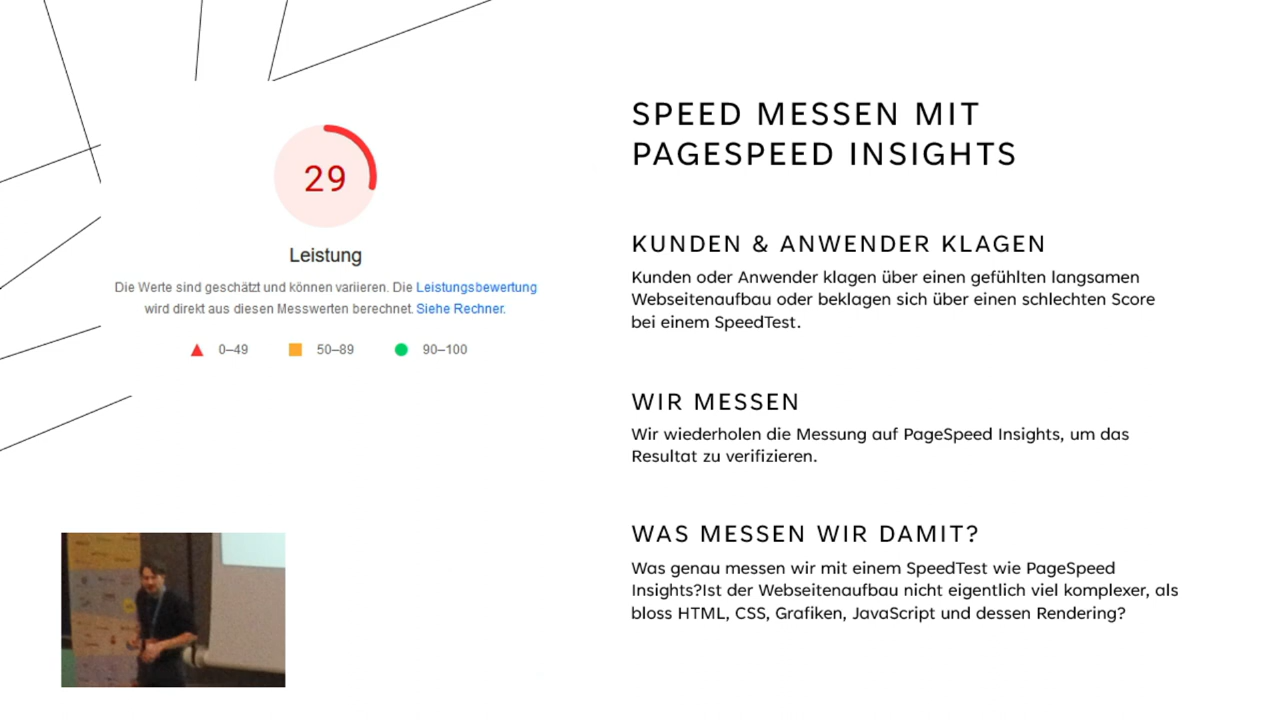 29
Leistung
Die Werte sind geschätzt und können variieren. Die Leistungsbewertung
wird direkt aus diesen Messwerten berechnet. Siehe Rechner.
0–49
50–89
90–100
SPEED MESSEN MIT
PAGESPEED INSIGHTS
KUNDEN & ANWENDER KLAGEN
Kunden oder Anwender klagen über einen gefühlten langsamen
Webseitenaufbau oder beklagen sich über einen schlechten Score
bei einem SpeedTest.
WIR MESSEN
Wir wiederholen die Messung auf PageSpeed Insights, um das
Resultat zu verifizieren.
WAS MESSEN WIR DAMIT?
Was genau messen wir mit einem SpeedTest wie PageSpeed
Insights?Ist der Webseitenaufbau nicht eigentlich viel komplexer, als
bloss HTML, CSS, Grafiken, JavaScript und dessen Rendering?